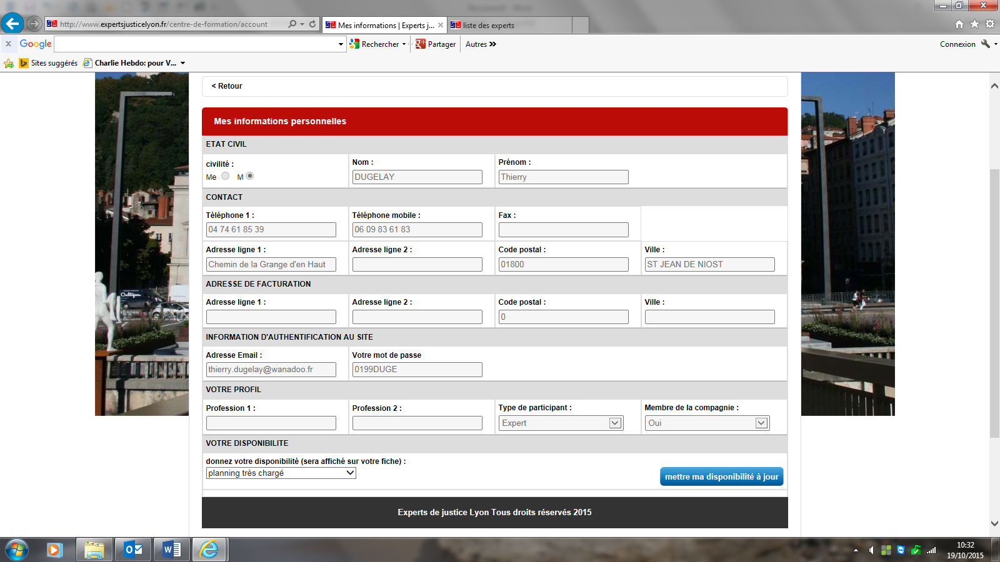 http://www.expertsjusticelyon.fr/centre-de-formation/account
Mes informations | Experts j...
liste des experts
x Google
Rechercher
Partager
Autres
Connexion
Sites suggérés
Charlie Hebdo: pour V...
< Retour
Mes informations personnelles
ETAT CIVIL
civilité :
Me M
Nom :
DUGELAY
Prénom :
Thierry
CONTACT
Téléphone 1 :
04 74 61 85 39
Téléphone mobile :
06 09 83 61 83
Fax :
Adresse ligne 1 :
Chemin de la Grange d'en Haut
Adresse ligne 2 :
Code postal :
01800
Ville :
ST JEAN DE NIOST
ADRESSE DE FACTURATION
Adresse ligne 1 :
Adresse ligne 2 :
Code postal :
0
Ville :
INFORMATION D'AUTHENTIFICATION AU SITE
Adresse Email :
thierry.dugelay@wanadoo.fr
Votre mot de passe
0199DUGE
VOTRE PROFIL
Profession 1 :
Profession 2 :
Type de participant :
Expert
Membre de la compagnie :
Oui
VOTRE DISPONIBILITE
donnez votre disponibilité (sera affiché sur votre fiche) :
planning très chargé
mettre ma disponibilité à jour
Experts de justice Lyon Tous droits réservés 2015
10:32
19/10/2015